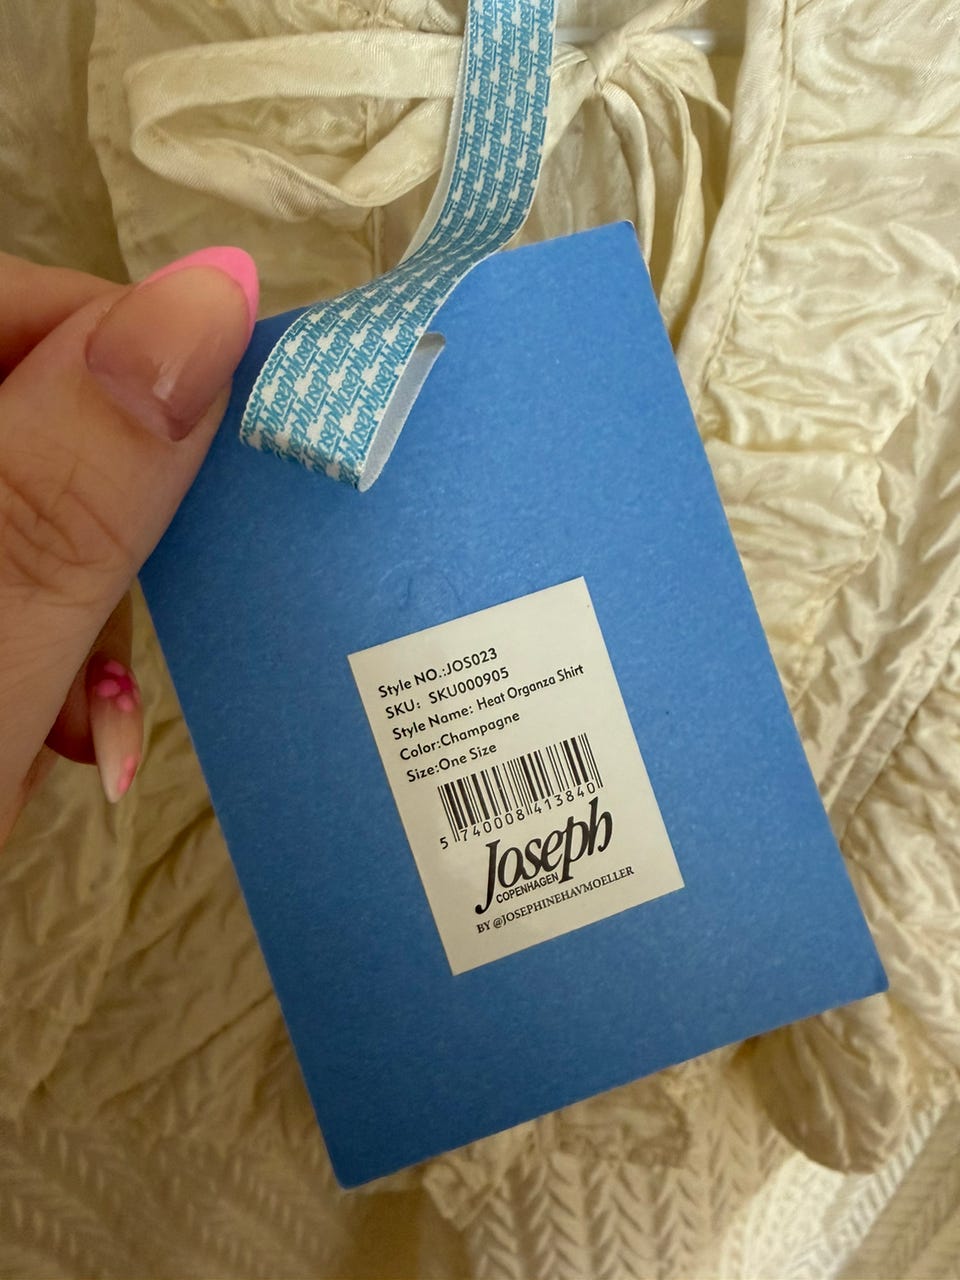 Style NO.:JOS023
SKU: SKU000905
Style Name: Heat Organza Shirt
Color:Champagne
Size:One Size
5 740008 413840
Joseph
COPENHAGEN
BY @JOSEPHINEHAVMOELLER